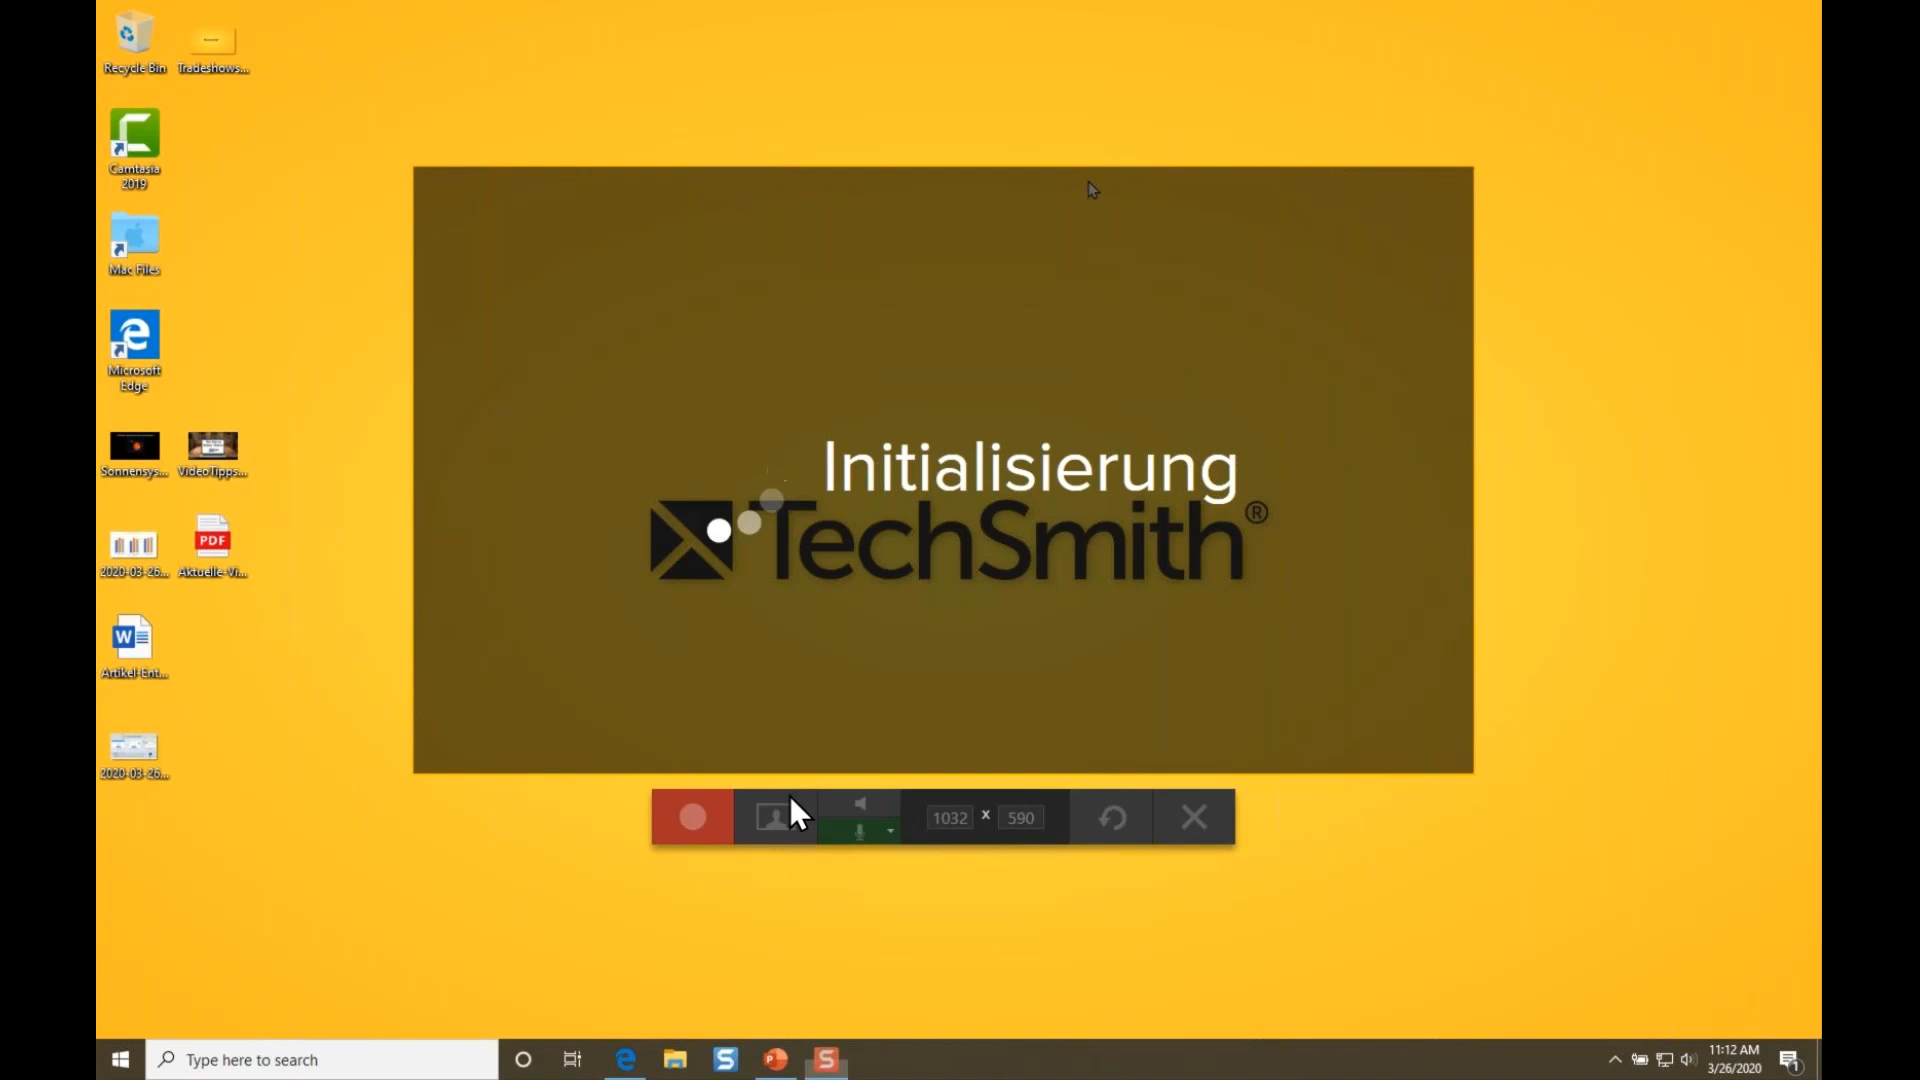 Recycle Bin
Tradeshows...
Camtasia
2019
Mac Files
Microsoft
Edge
Sonnensys...
VideoTipps...
2020-03-26...
PDF
Aktuelle-Vi...
W
Artikel-Ent...
2020-03-26...
Initialisierung
TechSmith®
1032 x 590
Type here to search
11:12 AM
3/26/2020
1